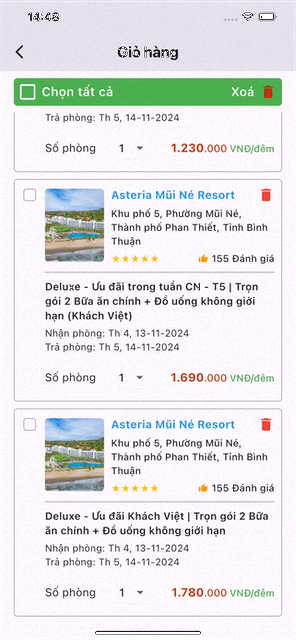 14:48
Giỏ hàng
Chọn tất cả Xoá
Trả phòng: Th 5, 14-11-2024
Số phòng 1 1.230.000 VNĐ/đêm
Asteria Mũi Né Resort
Khu phố 5, Phường Mũi Né,
Thành phố Phan Thiết, Tỉnh Bình
Thuận
155 Đánh giá
Deluxe - Ưu đãi trong tuần CN - T5 | Trọn
gói 2 Bữa ăn chính + Đồ uống không giới
hạn (Khách Việt)
Nhận phòng: Th 4, 13-11-2024
Trả phòng: Th 5, 14-11-2024
Số phòng 1 1.690.000 VNĐ/đêm
Asteria Mũi Né Resort
Khu phố 5, Phường Mũi Né,
Thành phố Phan Thiết, Tỉnh Bình
Thuận
155 Đánh giá
Deluxe - Ưu đãi Khách Việt | Trọn gói 2 Bữa
ăn chính + Đồ uống không giới hạn
Nhận phòng: Th 4, 13-11-2024
Trả phòng: Th 5, 14-11-2024
Số phòng 1 1.780.000 VNĐ/đêm